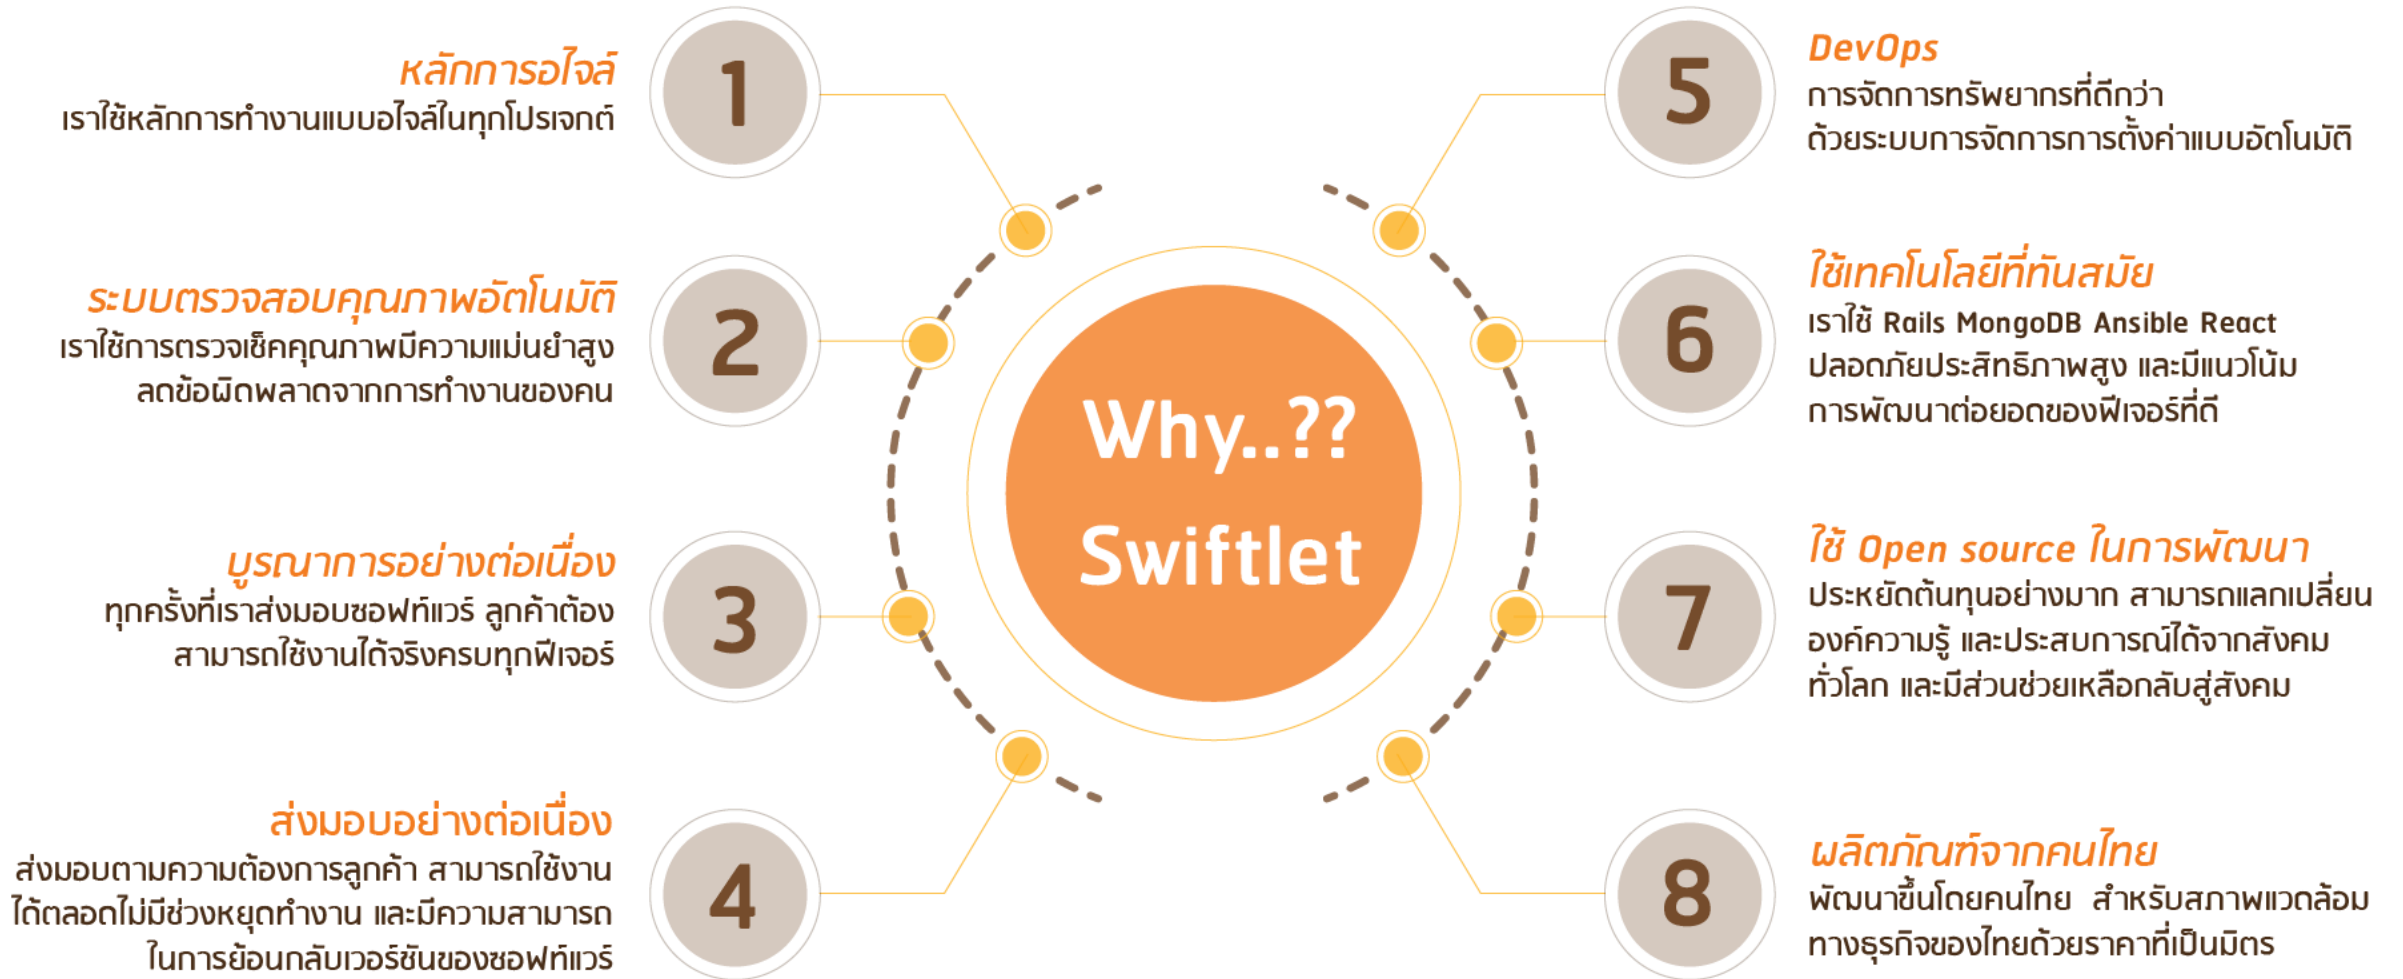 1
หลักการอไจล์
เราใช้หลักการทำงานแบบอไจล์ในทุกโปรเจกต์
2
ระบบตรวจสอบคุณภาพอัตโนมัติ
เราใช้การตรวจเช็คคุณภาพมีความแม่นยำสูง
ลดข้อผิดพลาดจากการทำงานของคน
3
บูรณาการอย่างต่อเนื่อง
ทุกครั้งที่เราส่งมอบซอฟท์แวร์ ลูกค้าต้อง
สามารถใช้งานได้จริงครบทุกฟีเจอร์
4
ส่งมอบอย่างต่อเนื่อง
ส่งมอบตามความต้องการลูกค้า สามารถใช้งาน
ได้ตลอดไม่มีช่วงหยุดทำงาน และมีความสามารถ
ในการย้อนกลับเวอร์ชันของซอฟท์แวร์
Why..??
Swiftlet
5
DevOps
การจัดการทรัพยากรที่ดีกว่า
ด้วยระบบการจัดการการตั้งค่าแบบอัตโนมัติ
6
ใช้เทคโนโลยีที่ทันสมัย
เราใช้ Rails MongoDB Ansible React
ปลอดภัยประสิทธิภาพสูง และมีแนวโน้ม
การพัฒนาต่อยอดของฟีเจอร์ที่ดี
7
ใช้ Open source ในการพัฒนา
ประหยัดต้นทุนอย่างมาก สามารถแลกเปลี่ยน
องค์ความรู้ และประสบการณ์ได้จากสังคม
ทั่วโลก และมีส่วนช่วยเหลือกลับสู่สังคม
8
ผลิตภัณฑ์จากคนไทย
พัฒนาขึ้นโดยคนไทย สำหรับสภาพแวดล้อม
ทางธุรกิจของไทยด้วยราคาที่เป็นมิตร